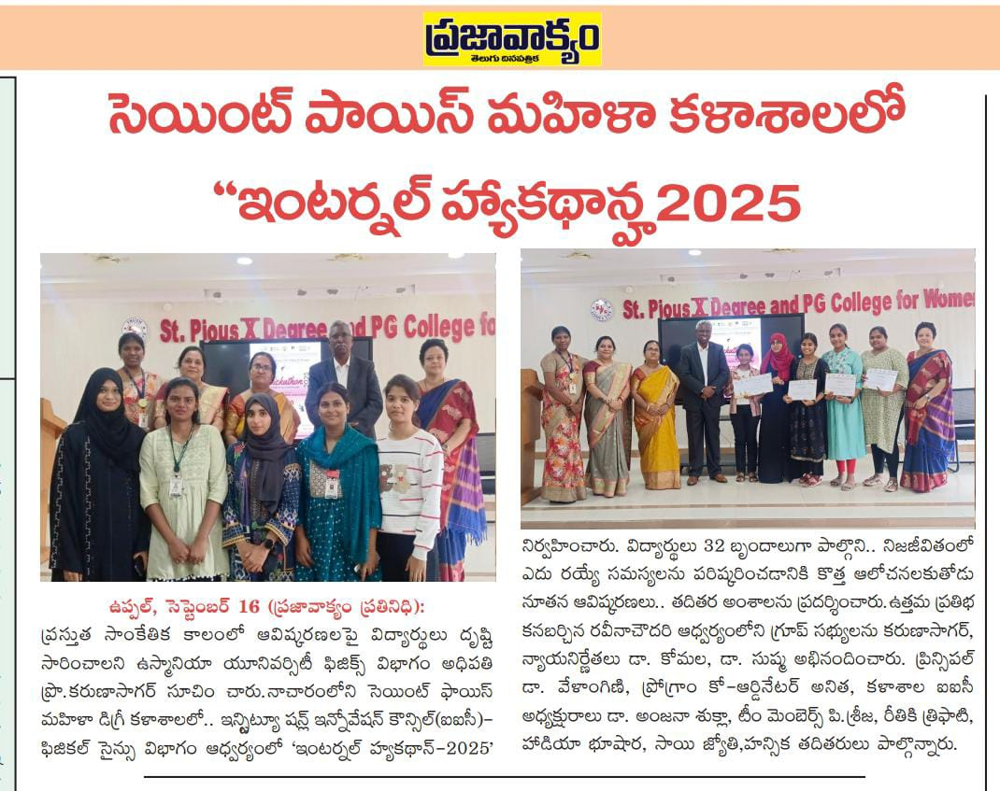 ప్రజావాక్యం
తెలుగు దినపత్రిక
సెయింట్ పాయిస్ మహిళా కళాశాలలో
“ఇంటర్నల్ హ్యాకథాన్హ2025
St. Pious X Degree and PG College fo
ckathon
St. Pious X Degree and PG College for Women
ఉప్పల్, సెప్టెంబర్ 16 (ప్రజావాక్యం ప్రతినిధి):
ప్రస్తుత సాంకేతిక కాలంలో ఆవిష్కరణలపై విద్యార్థులు దృష్టి
సారించాలని ఉస్మానియా యూనివర్సిటీ ఫిజిక్స్ విభాగం అధిపతి
ప్రొ.కరుణాసాగర్ సూచిం చారు.నాచారంలోని సెయింట్ ఫాయిస్
మహిళా డిగ్రీ కళాశాలలో.. ఇన్స్టిట్యూ షన్స్ ఇన్నోవేషన్ కౌన్సిల్(ఐఐసీ)-
ఫిజికల్ సైన్సు విభాగం ఆధ్వర్యంలో ‘ఇంటర్నల్ హ్యకథాన్-2025’
నిర్వహించారు. విద్యార్థులు 32 బృందాలుగా పాల్గొని.. నిజజీవితంలో
ఎదు రయ్యే సమస్యలను పరిష్కరించడానికి కొత్త ఆలోచనలకుతోడు
నూతన ఆవిష్కరణలు.. తదితర అంశాలను ప్రదర్శించారు.ఉత్తమ ప్రతిభ
కనబర్చిన రవీనాచౌదరి ఆధ్వర్యంలోని గ్రూప్ సభ్యులను కరుణాసాగర్,
న్యాయనిర్ణేతలు డా. కోమల, డా. సుష్మ అభినందించారు. ప్రిన్సిపల్
డా. వేళాంగిణి, ప్రోగ్రాం కో-ఆర్డినేటర్ అనిత, కళాశాల ఐఐసీ
అధ్యక్షురాలు డా. అంజనా శుక్లా, టీం మెంబర్స్ పి.శ్రీజ, రీతికి త్రిపాటి,
హాడియా భూషార, సాయి జ్యోతి,హన్సిక తదితరులు పాల్గొన్నారు.